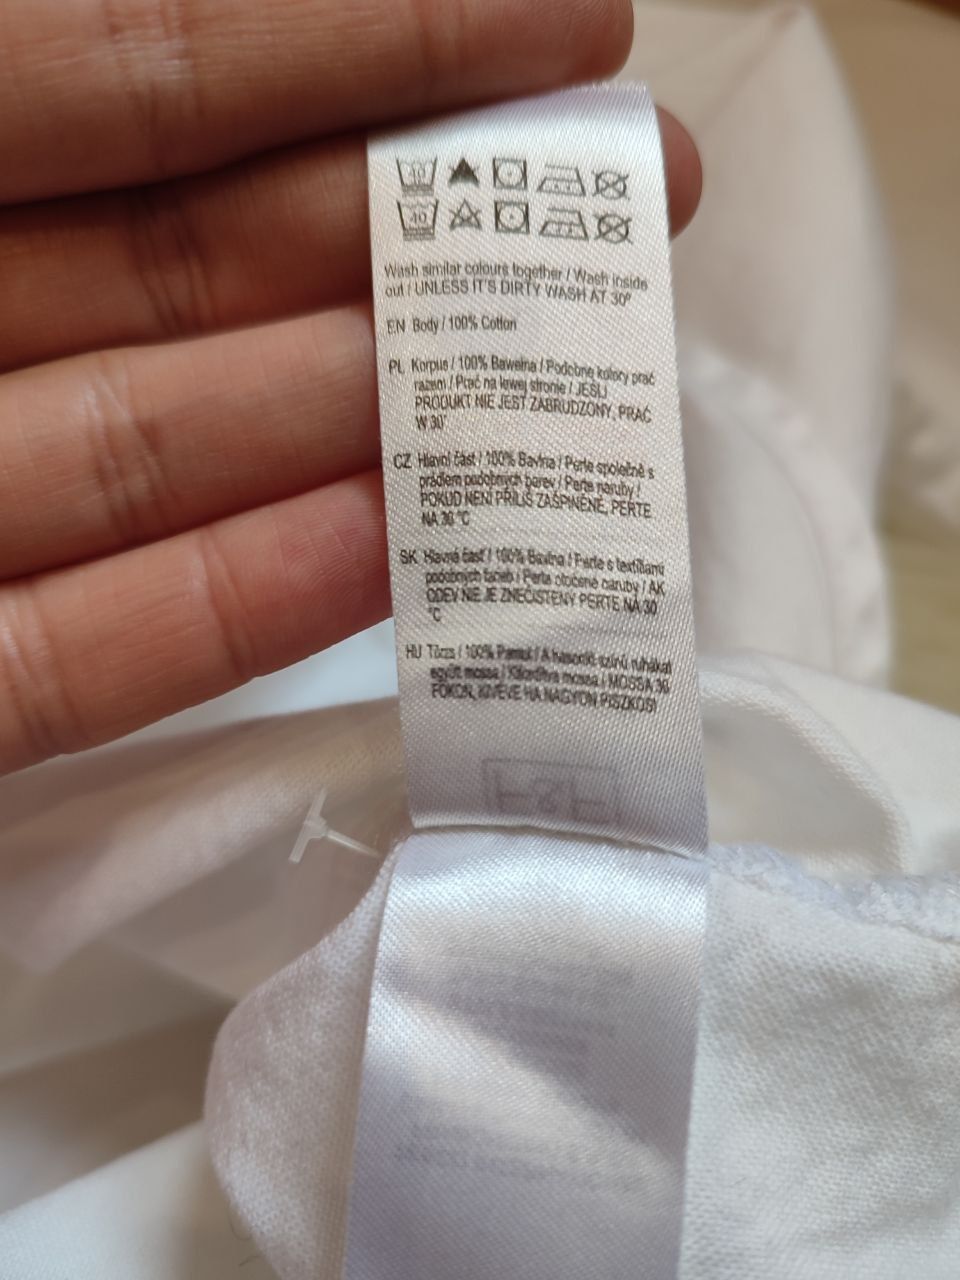 40
40
Wash similar colours together / Wash inside
out / UNLESS IT'S DIRTY WASH AT 30°
EN Body / 100% Cotton
PL Korpus / 100% Bawełna / Podobne kolory prać
razem / Prać na lewej stronie / JEŚLI
PRODUKT NIE JEST ZABRUDZONY, PRAĆ
W 30°
CZ Hlavní část / 100% Bavlna / Perte společně s
prádlem podobných barev / Perte naruby /
POKUD NENÍ PŘÍLIŠ ZAŠPINĚNÉ, PERTE
NA 30 °C
SK Hlavná časť / 100% Bavlna / Perte s textíliami
podobných farieb / Perte otočené naruby / AK
ODEV NIE JE ZNEČISTENÝ PERTE NA 30
°C
HU Törzs / 100% Pamut / A hasonló színű ruhákat
együtt mossa / Kifordítva mossa / MOSSA 30
FOKON, KIVÉVE HA NAGYON PISZKOS!